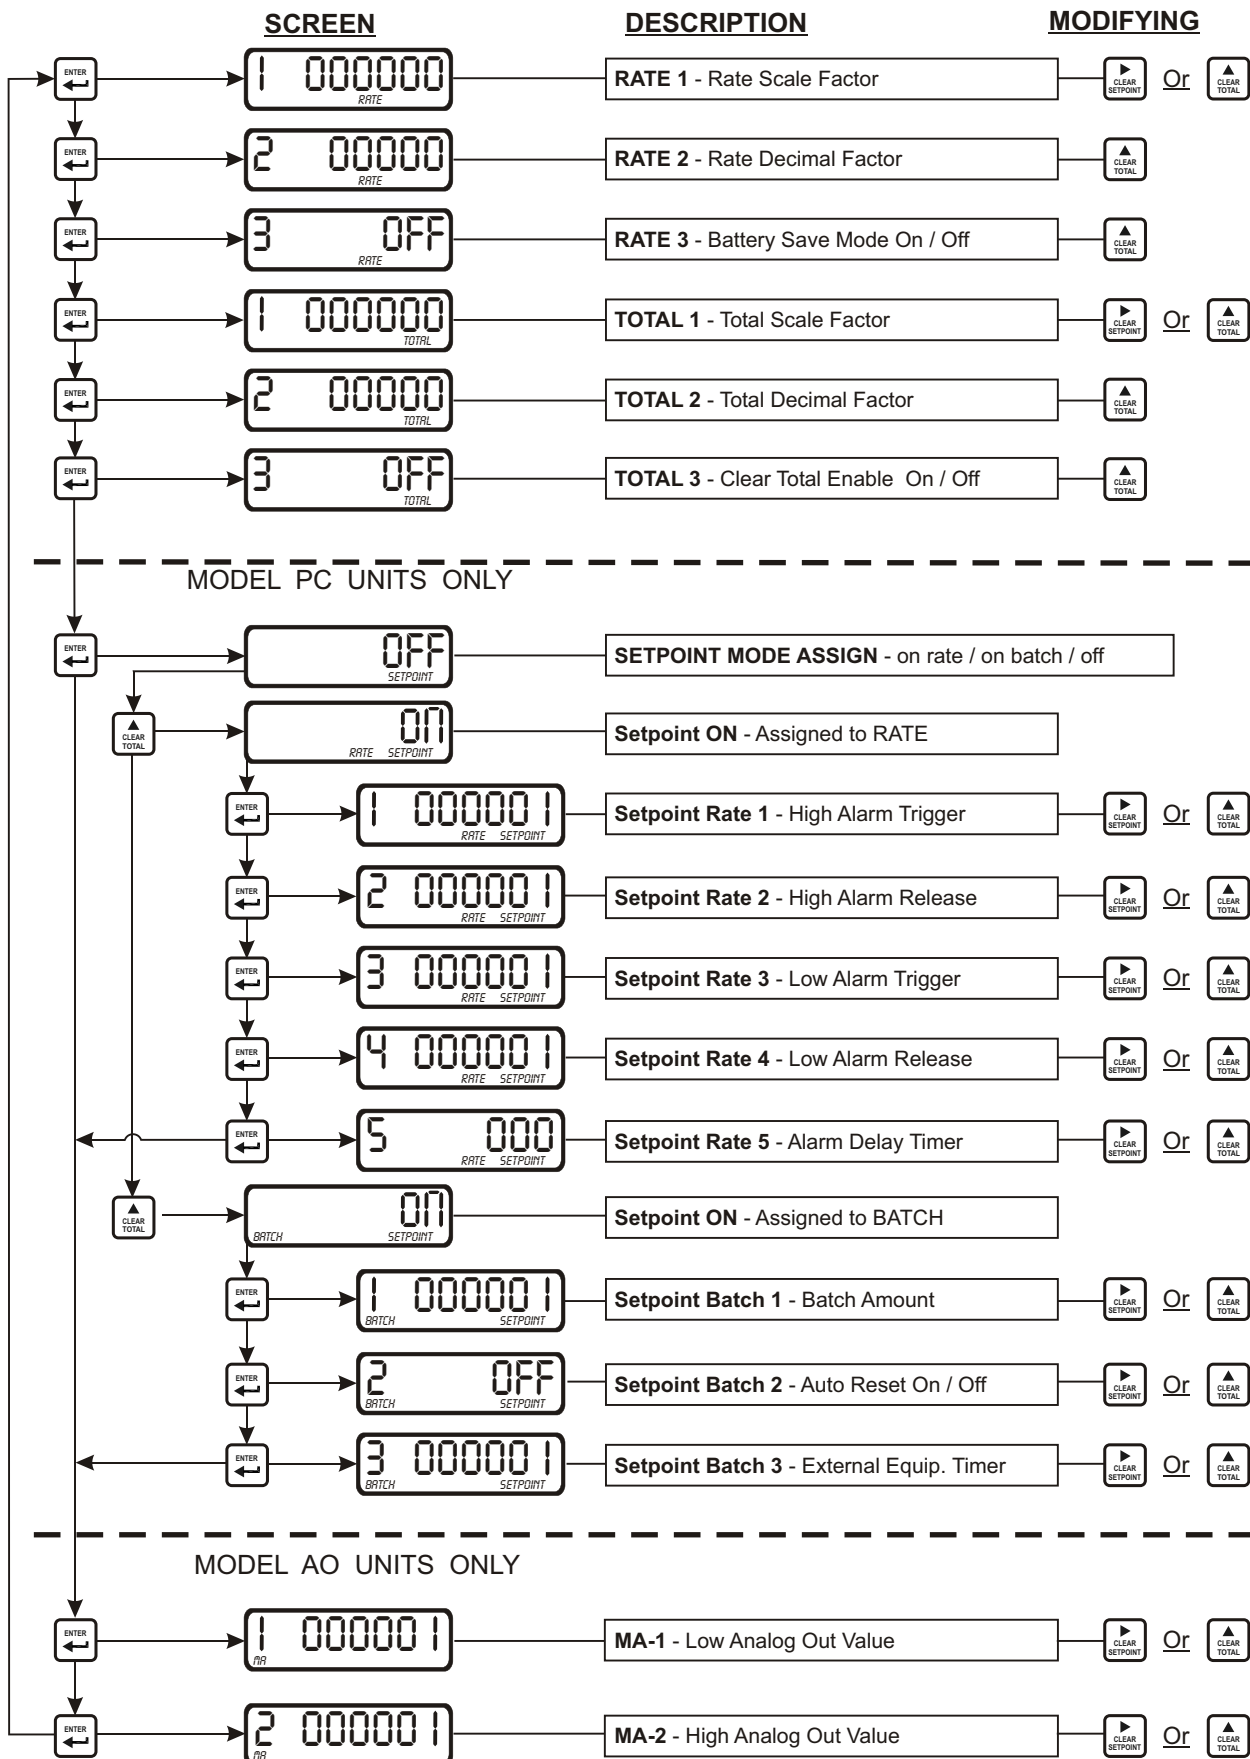 SCREEN DESCRIPTION MODIFYING
ENTER 1 000000 RATE RATE 1 - Rate Scale Factor CLEAR SETPOINT Or CLEAR TOTAL
ENTER 2 00000 RATE RATE 2 - Rate Decimal Factor CLEAR TOTAL
ENTER 3 OFF RATE RATE 3 - Battery Save Mode On / Off CLEAR TOTAL
ENTER 1 000000 TOTAL TOTAL 1 - Total Scale Factor CLEAR SETPOINT Or CLEAR TOTAL
ENTER 2 00000 TOTAL TOTAL 2 - Total Decimal Factor CLEAR TOTAL
ENTER 3 OFF TOTAL TOTAL 3 - Clear Total Enable On / Off CLEAR TOTAL
MODEL PC UNITS ONLY
ENTER OFF SETPOINT SETPOINT MODE ASSIGN - on rate / on batch / off
CLEAR TOTAL ON RATE SETPOINT Setpoint ON - Assigned to RATE
ENTER 1 000001 RATE SETPOINT Setpoint Rate 1 - High Alarm Trigger CLEAR SETPOINT Or CLEAR TOTAL
ENTER 2 000001 RATE SETPOINT Setpoint Rate 2 - High Alarm Release CLEAR SETPOINT Or CLEAR TOTAL
ENTER 3 000001 RATE SETPOINT Setpoint Rate 3 - Low Alarm Trigger CLEAR SETPOINT Or CLEAR TOTAL
ENTER 4 000001 RATE SETPOINT Setpoint Rate 4 - Low Alarm Release CLEAR SETPOINT Or CLEAR TOTAL
ENTER 5 000 RATE SETPOINT Setpoint Rate 5 - Alarm Delay Timer CLEAR SETPOINT Or CLEAR TOTAL
CLEAR TOTAL ON BATCH SETPOINT Setpoint ON - Assigned to BATCH
ENTER 1 000001 BATCH SETPOINT Setpoint Batch 1 - Batch Amount CLEAR SETPOINT Or CLEAR TOTAL
ENTER 2 OFF BATCH SETPOINT Setpoint Batch 2 - Auto Reset On / Off CLEAR SETPOINT Or CLEAR TOTAL
ENTER 3 000001 BATCH SETPOINT Setpoint Batch 3 - External Equip. Timer CLEAR SETPOINT Or CLEAR TOTAL
MODEL AO UNITS ONLY
ENTER 1 000001 MA MA-1 - Low Analog Out Value CLEAR SETPOINT Or CLEAR TOTAL
ENTER 2 000001 MA MA-2 - High Analog Out Value CLEAR SETPOINT Or CLEAR TOTAL